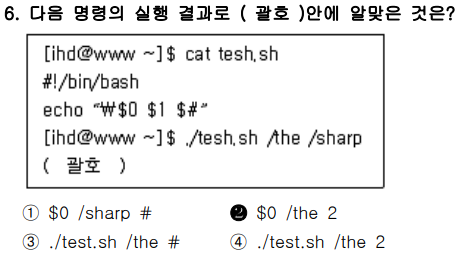 6. 다음 명령의 실행 결과로 ( 괄호 )안에 알맞은 것은?
[ihd@www ~]$ cat tesh.sh
#!/bin/bash
echo "₩$0 $1 $#"
[ihd@www ~]$ ./tesh.sh /the /sharp
( 괄호 )
① $0 /sharp # ❷ $0 /the 2
③ ./test.sh /the # ④ ./test.sh /the 2